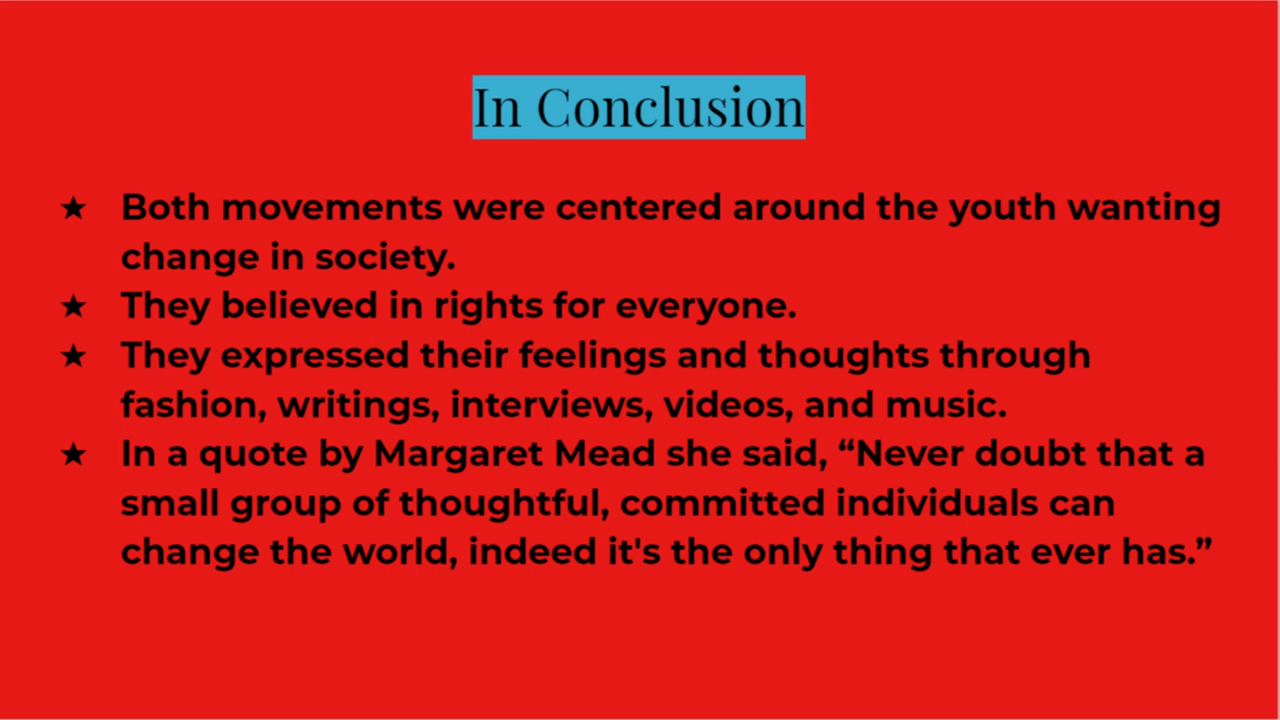 In Conclusion
★ Both movements were centered around the youth wanting
change in society.
★ They believed in rights for everyone.
★ They expressed their feelings and thoughts through
fashion, writings, interviews, videos, and music.
★ In a quote by Margaret Mead she said, “Never doubt that a
small group of thoughtful, committed individuals can
change the world, indeed it's the only thing that ever has.”